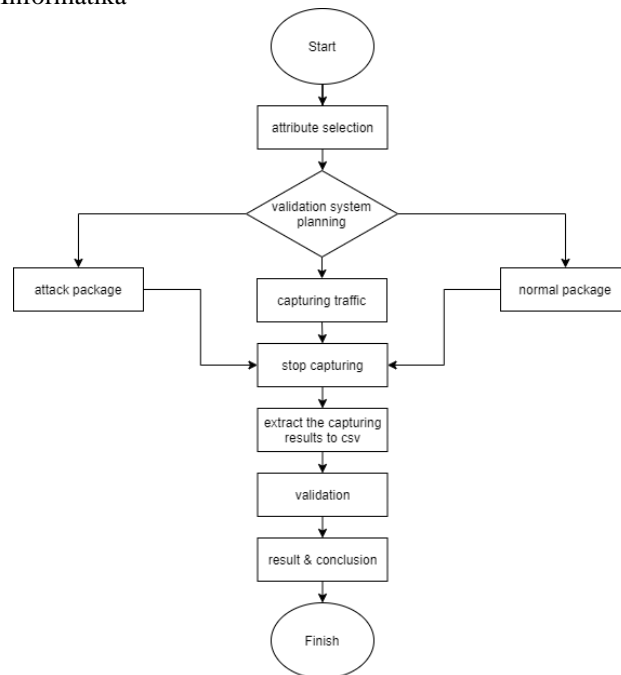 Informatika
Start
attribute selection
validation system
planning
attack package
capturing traffic
normal package
stop capturing
extract the capturing
results to csv
validation
result & conclusion
Finish